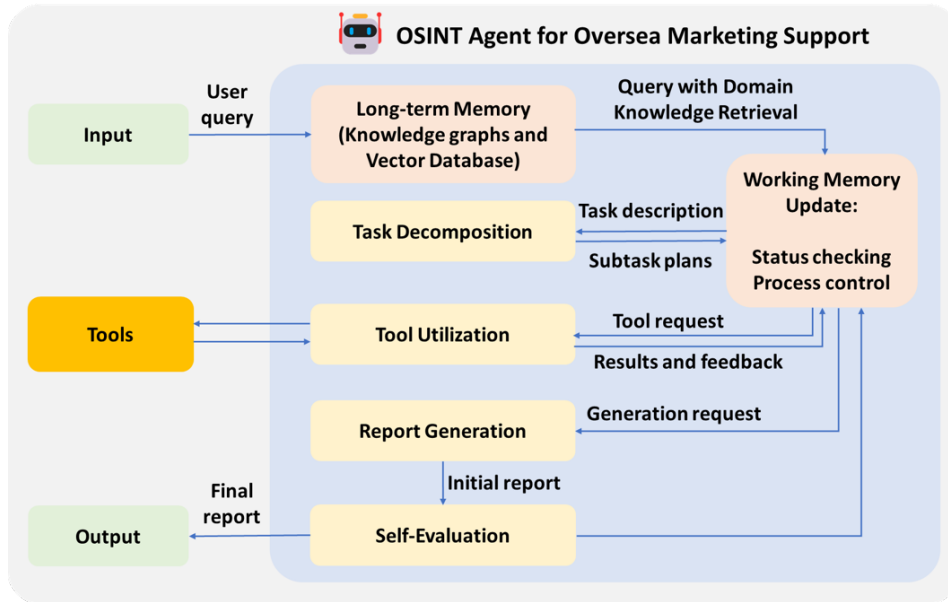 OSINT Agent for Oversea Marketing Support
Input
User
query
Long-term Memory
(Knowledge graphs and
Vector Database)
Query with Domain
Knowledge Retrieval
Working Memory
Update:
Status checking
Process control
Task Decomposition
Task description
Subtask plans
Tools
Tool Utilization
Tool request
Results and feedback
Report Generation
Generation request
Initial report
Final
report
Output
Self-Evaluation